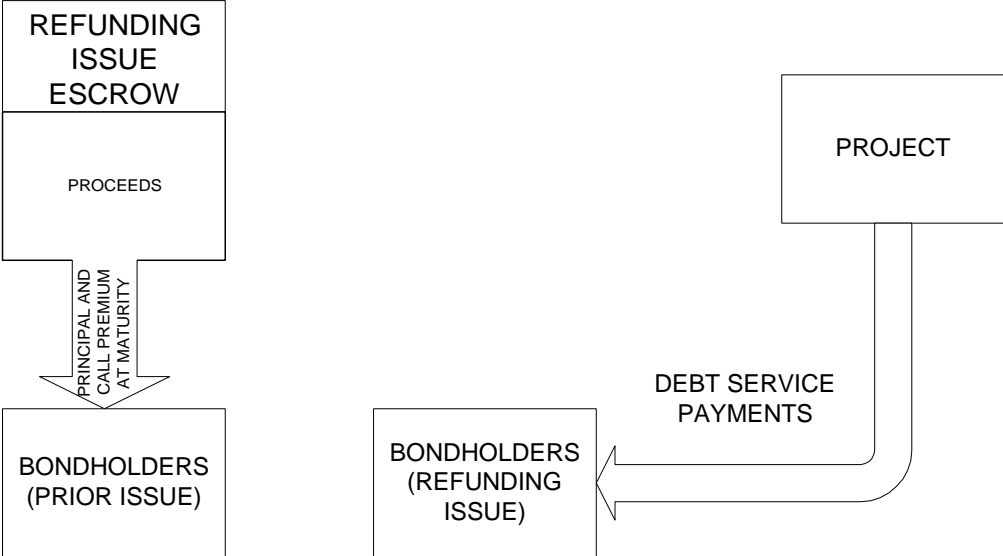 REFUNDING
ISSUE
ESCROW
PROCEEDS
PRINCIPAL AND
CALL PREMIUM
AT MATURITY
BONDHOLDERS
(PRIOR ISSUE)
PROJECT
DEBT SERVICE
PAYMENTS
BONDHOLDERS
(REFUNDING
ISSUE)